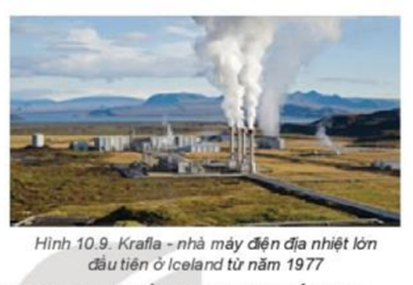 Hình 10.9. Krafla - nhà máy điện địa nhiệt lớn
đầu tiên ở Iceland từ năm 1977